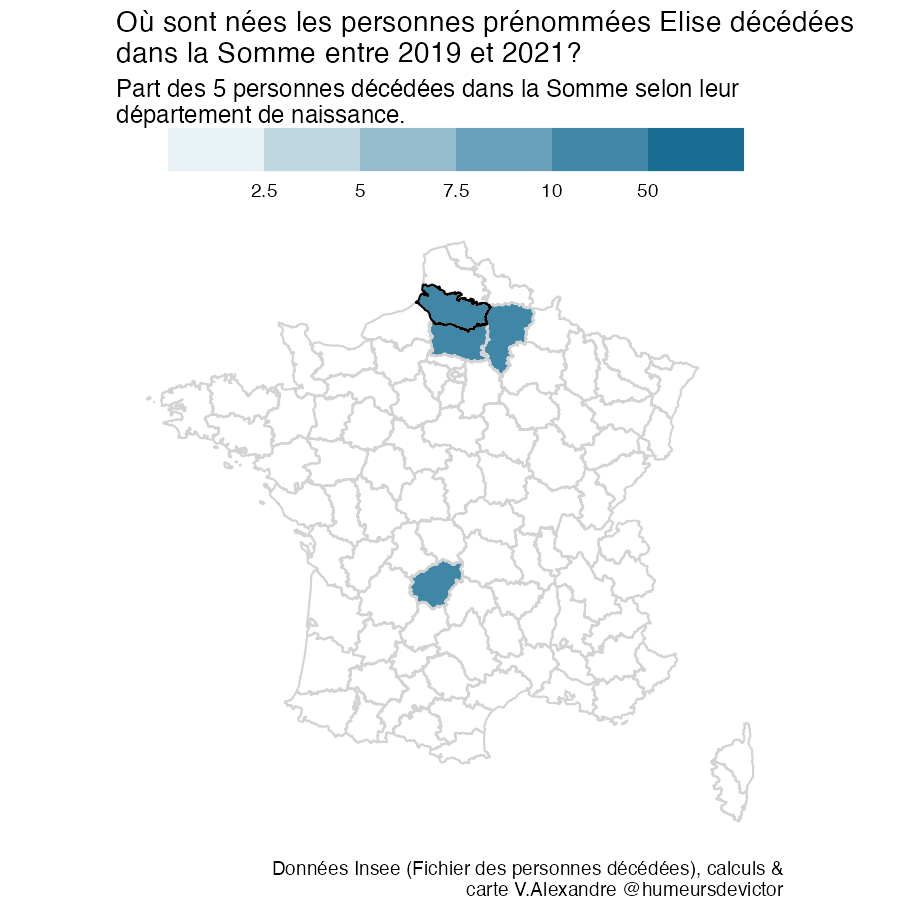 Où sont nées les personnes prénommées Elise décédées
dans la Somme entre 2019 et 2021?
Part des 5 personnes décédées dans la Somme selon leur
département de naissance.
2.5 5 7.5 10 50
Données Insee (Fichier des personnes décédées), calculs &
carte V.Alexandre @humeursdevictor